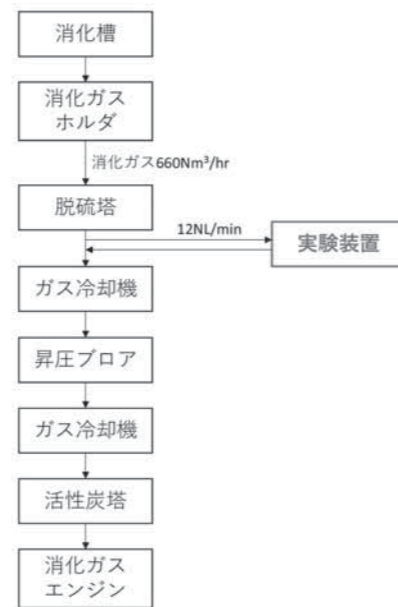 消化槽
消化ガス
ホルダ
消化ガス660Nm³/hr
脱硫塔
12NL/min
実験装置
ガス冷却機
昇圧ブロア
ガス冷却機
活性炭塔
消化ガス
エンジン